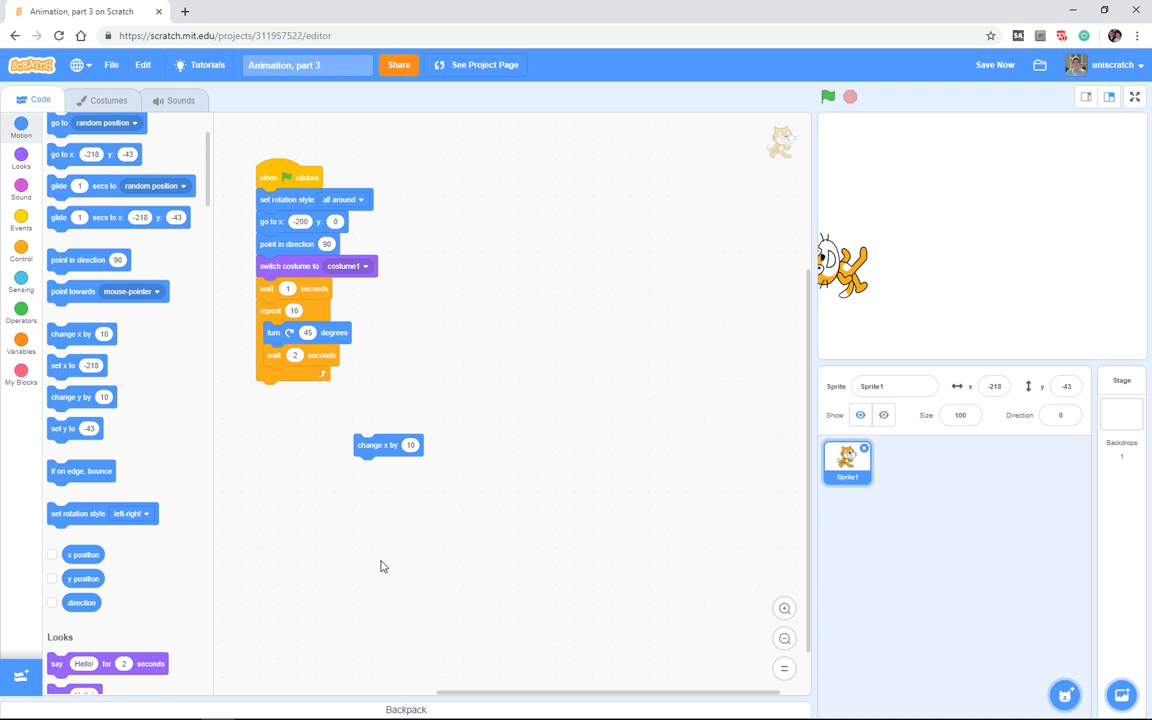 Animation, part 3 on Scratch
https://scratch.mit.edu/projects/311957522/editor
SCRATCH File Edit Tutorials Animation, part 3 Share See Project Page Save Now uniscratch
Code Costumes Sounds
Motion
Looks
Sound
Events
Control
Sensing
Operators
Variables
My Blocks
go to random position
go to x: -218 y: -43
glide 1 secs to random position
glide 1 secs to x: -218 y: -43
point in direction 90
point towards mouse-pointer
change x by 10
set x to -218
change y by 10
set y to -43
if on edge, bounce
set rotation style left-right
x position
y position
direction
Looks
say Hello! for 2 seconds
when clicked
set rotation style all around
go to x: -200 y: 0
point in direction 90
switch costume to costume1
wait 1 seconds
repeat 16
turn 45 degrees
wait 2 seconds
change x by 10
Backpack
Sprite Sprite1 x -218 y -43
Show Size 100 Direction 0
Sprite1
Stage
Backdrops
1